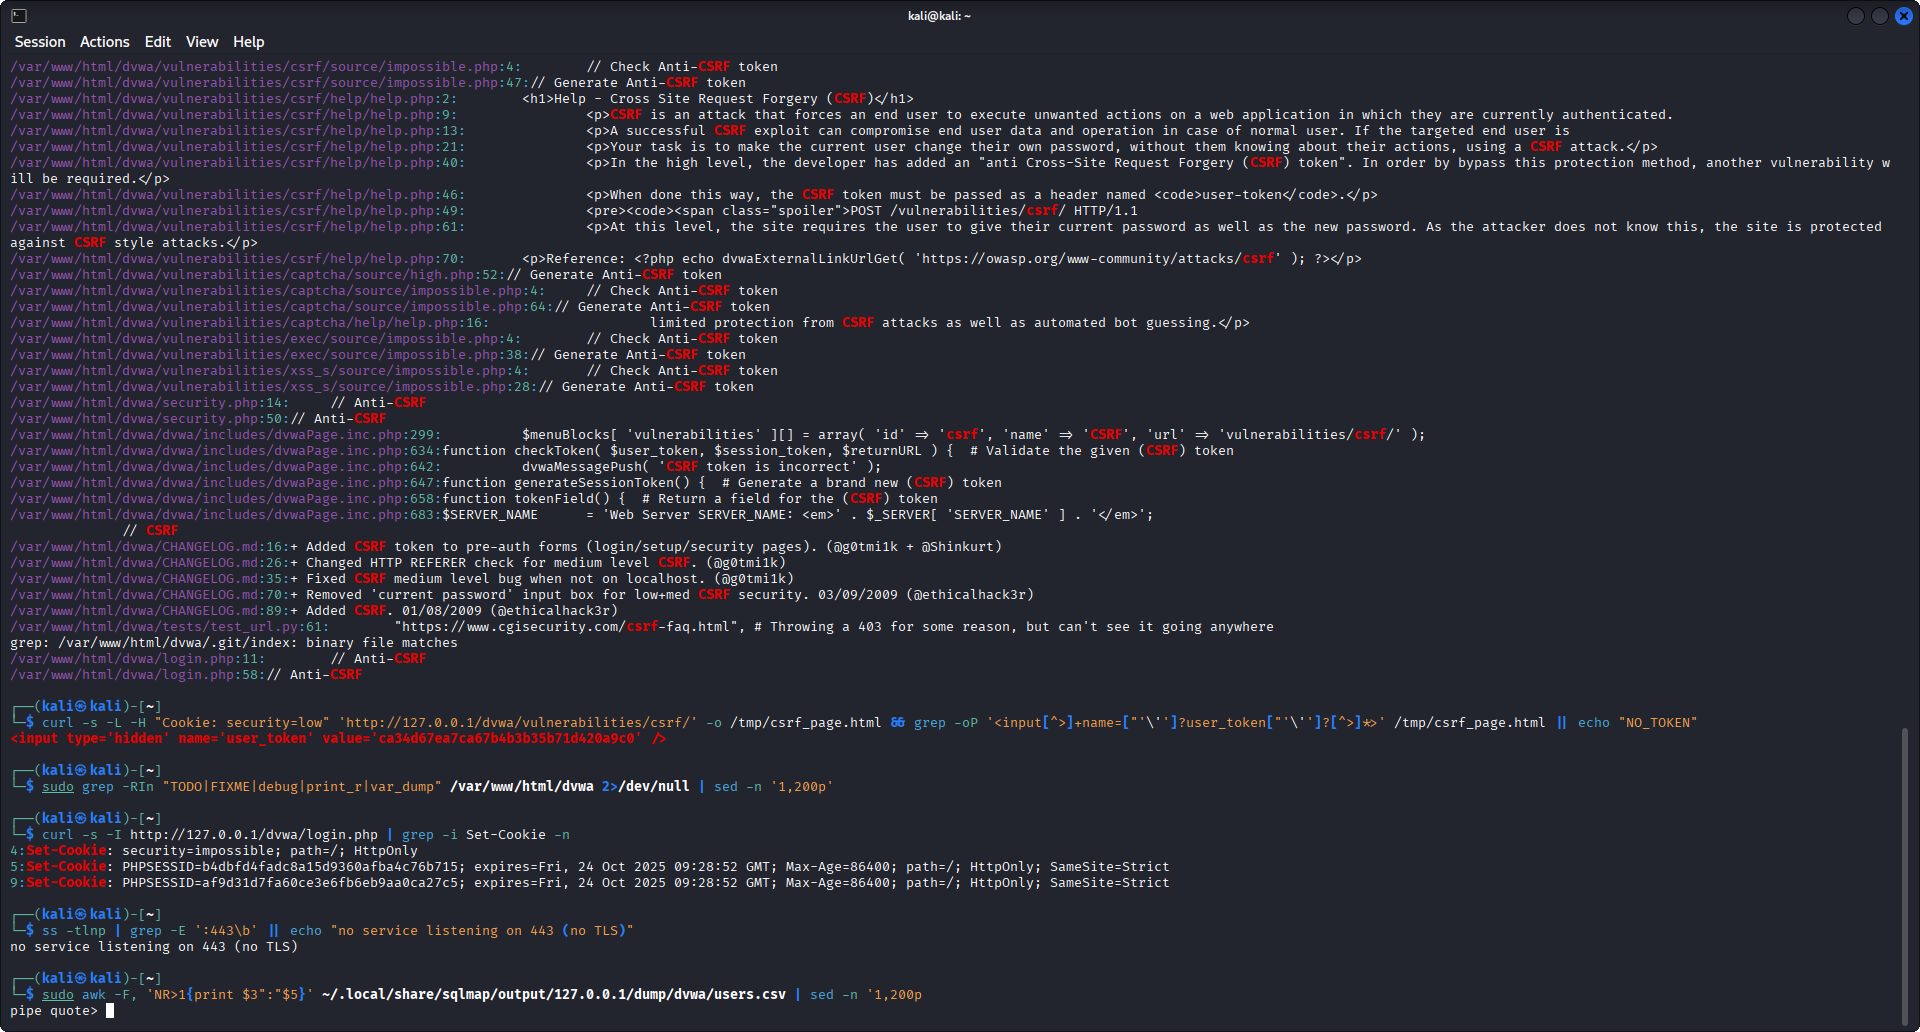 kali@kali: ~
Session Actions Edit View Help
/var/www/html/dvwa/vulnerabilities/csrf/source/impossible.php:4:        // Check Anti-CSRF token
/var/www/html/dvwa/vulnerabilities/csrf/source/impossible.php:47:// Generate Anti-CSRF token
/var/www/html/dvwa/vulnerabilities/csrf/help/help.php:2:        <h1>Help - Cross Site Request Forgery (CSRF)</h1>
/var/www/html/dvwa/vulnerabilities/csrf/help/help.php:9:                <p>CSRF is an attack that forces an end user to execute unwanted actions on a web application in which they are currently authenticated.
/var/www/html/dvwa/vulnerabilities/csrf/help/help.php:13:               <p>A successful CSRF exploit can compromise end user data and operation in case of normal user. If the targeted end user is
/var/www/html/dvwa/vulnerabilities/csrf/help/help.php:21:               <p>Your task is to make the current user change their own password, without them knowing about their actions, using a CSRF attack.</p>
/var/www/html/dvwa/vulnerabilities/csrf/help/help.php:40:               <p>In the high level, the developer has added an "anti Cross-Site Request Forgery (CSRF) token". In order by bypass this protection method, another vulnerability w
ill be required.</p>
/var/www/html/dvwa/vulnerabilities/csrf/help/help.php:46:               <p>When done this way, the CSRF token must be passed as a header named <code>user-token</code>.</p>
/var/www/html/dvwa/vulnerabilities/csrf/help/help.php:49:               <pre><code><span class="spoiler">POST /vulnerabilities/csrf/ HTTP/1.1
/var/www/html/dvwa/vulnerabilities/csrf/help/help.php:61:               <p>At this level, the site requires the user to give their current password as well as the new password. As the attacker does not know this, the site is protected
against CSRF style attacks.</p>
/var/www/html/dvwa/vulnerabilities/csrf/help/help.php:70:       <p>Reference: <?php echo dvwaExternalLinkUrlGet( 'https://owasp.org/www-community/attacks/csrf' ); ?></p>
/var/www/html/dvwa/vulnerabilities/captcha/source/high.php:52:// Generate Anti-CSRF token
/var/www/html/dvwa/vulnerabilities/captcha/source/impossible.php:4:     // Check Anti-CSRF token
/var/www/html/dvwa/vulnerabilities/captcha/source/impossible.php:64:// Generate Anti-CSRF token
/var/www/html/dvwa/vulnerabilities/captcha/help/help.php:16:                    limited protection from CSRF attacks as well as automated bot guessing.</p>
/var/www/html/dvwa/vulnerabilities/exec/source/impossible.php:4:        // Check Anti-CSRF token
/var/www/html/dvwa/vulnerabilities/exec/source/impossible.php:38:// Generate Anti-CSRF token
/var/www/html/dvwa/vulnerabilities/xss_s/source/impossible.php:4:       // Check Anti-CSRF token
/var/www/html/dvwa/vulnerabilities/xss_s/source/impossible.php:28:// Generate Anti-CSRF token
/var/www/html/dvwa/security.php:14:     // Anti-CSRF
/var/www/html/dvwa/security.php:50:// Anti-CSRF
/var/www/html/dvwa/dvwa/includes/dvwaPage.inc.php:299:          $menuBlocks[ 'vulnerabilities' ][] = array( 'id' => 'csrf', 'name' => 'CSRF', 'url' => 'vulnerabilities/csrf/' );
/var/www/html/dvwa/dvwa/includes/dvwaPage.inc.php:634:function checkToken( $user_token, $session_token, $returnURL ) {  # Validate the given (CSRF) token
/var/www/html/dvwa/dvwa/includes/dvwaPage.inc.php:642:          dvwaMessagePush( 'CSRF token is incorrect' );
/var/www/html/dvwa/dvwa/includes/dvwaPage.inc.php:647:function generateSessionToken() {  # Generate a brand new (CSRF) token
/var/www/html/dvwa/dvwa/includes/dvwaPage.inc.php:658:function tokenField() {  # Return a field for the (CSRF) token
/var/www/html/dvwa/dvwa/includes/dvwaPage.inc.php:683:$SERVER_NAME      = 'Web Server SERVER_NAME: <em>' . $_SERVER[ 'SERVER_NAME' ] . '</em>';
              // CSRF
/var/www/html/dvwa/CHANGELOG.md:16:+ Added CSRF token to pre-auth forms (login/setup/security pages). (@g0tmi1k + @Shinkurt)
/var/www/html/dvwa/CHANGELOG.md:26:+ Changed HTTP REFERER check for medium level CSRF. (@g0tmi1k)
/var/www/html/dvwa/CHANGELOG.md:35:+ Fixed CSRF medium level bug when not on localhost. (@g0tmi1k)
/var/www/html/dvwa/CHANGELOG.md:70:+ Removed 'current password' input box for low+med CSRF security. 03/09/2009 (@ethicalhack3r)
/var/www/html/dvwa/CHANGELOG.md:89:+ Added CSRF. 01/08/2009 (@ethicalhack3r)
/var/www/html/dvwa/tests/test_url.py:61:        "https://www.cgisecurity.com/csrf-faq.html", # Throwing a 403 for some reason, but can't see it going anywhere
grep: /var/www/html/dvwa/.git/index: binary file matches
/var/www/html/dvwa/login.php:11:        // Anti-CSRF
/var/www/html/dvwa/login.php:58:// Anti-CSRF
┌──(kali㉿kali)-[~]
└─$ curl -s -L -H "Cookie: security=low" 'http://127.0.0.1/dvwa/vulnerabilities/csrf/' -o /tmp/csrf_page.html && grep -oP '<input[^>]+name=["'\'']?user_token["'\'']?[^>]*>' /tmp/csrf_page.html || echo "NO_TOKEN"
<input type='hidden' name='user_token' value='ca34d67ea7ca67b4b3b35b71d420a9c0' />
┌──(kali㉿kali)-[~]
└─$ sudo grep -RIn "TODO|FIXME|debug|print_r|var_dump" /var/www/html/dvwa 2>/dev/null | sed -n '1,200p'
┌──(kali㉿kali)-[~]
└─$ curl -s -I http://127.0.0.1/dvwa/login.php | grep -i Set-Cookie -n
4:Set-Cookie: security=impossible; path=/; HttpOnly
5:Set-Cookie: PHPSESSID=b4dbfd4fadc8a15d9360afba4c76b715; expires=Fri, 24 Oct 2025 09:28:52 GMT; Max-Age=86400; path=/; HttpOnly; SameSite=Strict
9:Set-Cookie: PHPSESSID=af9d31d7fa60ce3e6fb6eb9aa0ca27c5; expires=Fri, 24 Oct 2025 09:28:52 GMT; Max-Age=86400; path=/; HttpOnly; SameSite=Strict
┌──(kali㉿kali)-[~]
└─$ ss -tlnp | grep -E ':443\b' || echo "no service listening on 443 (no TLS)"
no service listening on 443 (no TLS)
┌──(kali㉿kali)-[~]
└─$ sudo awk -F, 'NR>1{print $3":"$5}' ~/.local/share/sqlmap/output/127.0.0.1/dump/dvwa/users.csv | sed -n '1,200p
pipe quote>